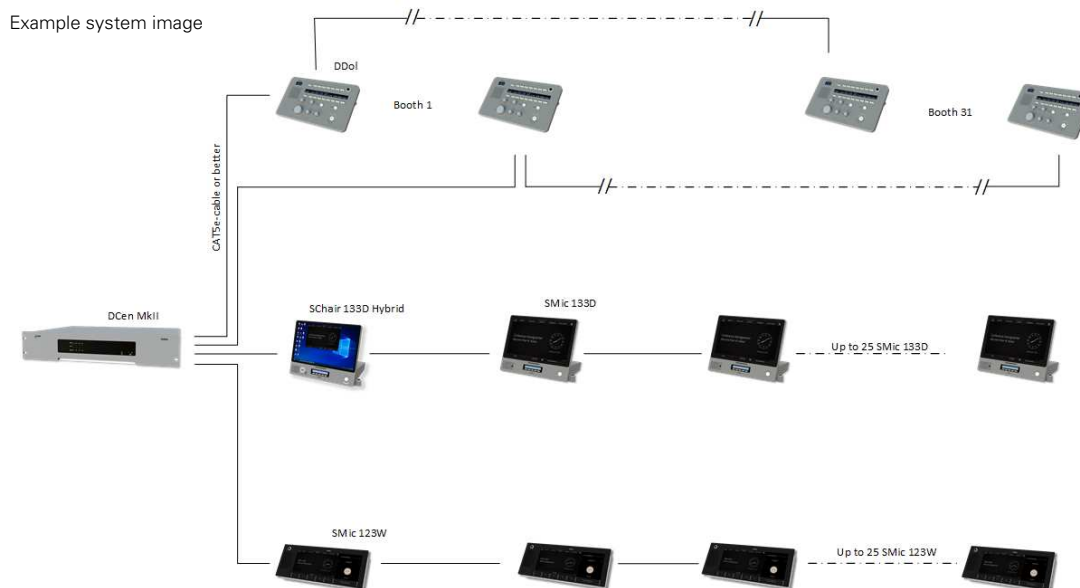 Example system image
DDol
Booth 1
Booth 31
CAT5e-cable or better
DCen MkII
SChair 133D Hybrid
SMic 133D
Up to 25 SMic 133D
SMic 123W
Up to 25 SMic 123W